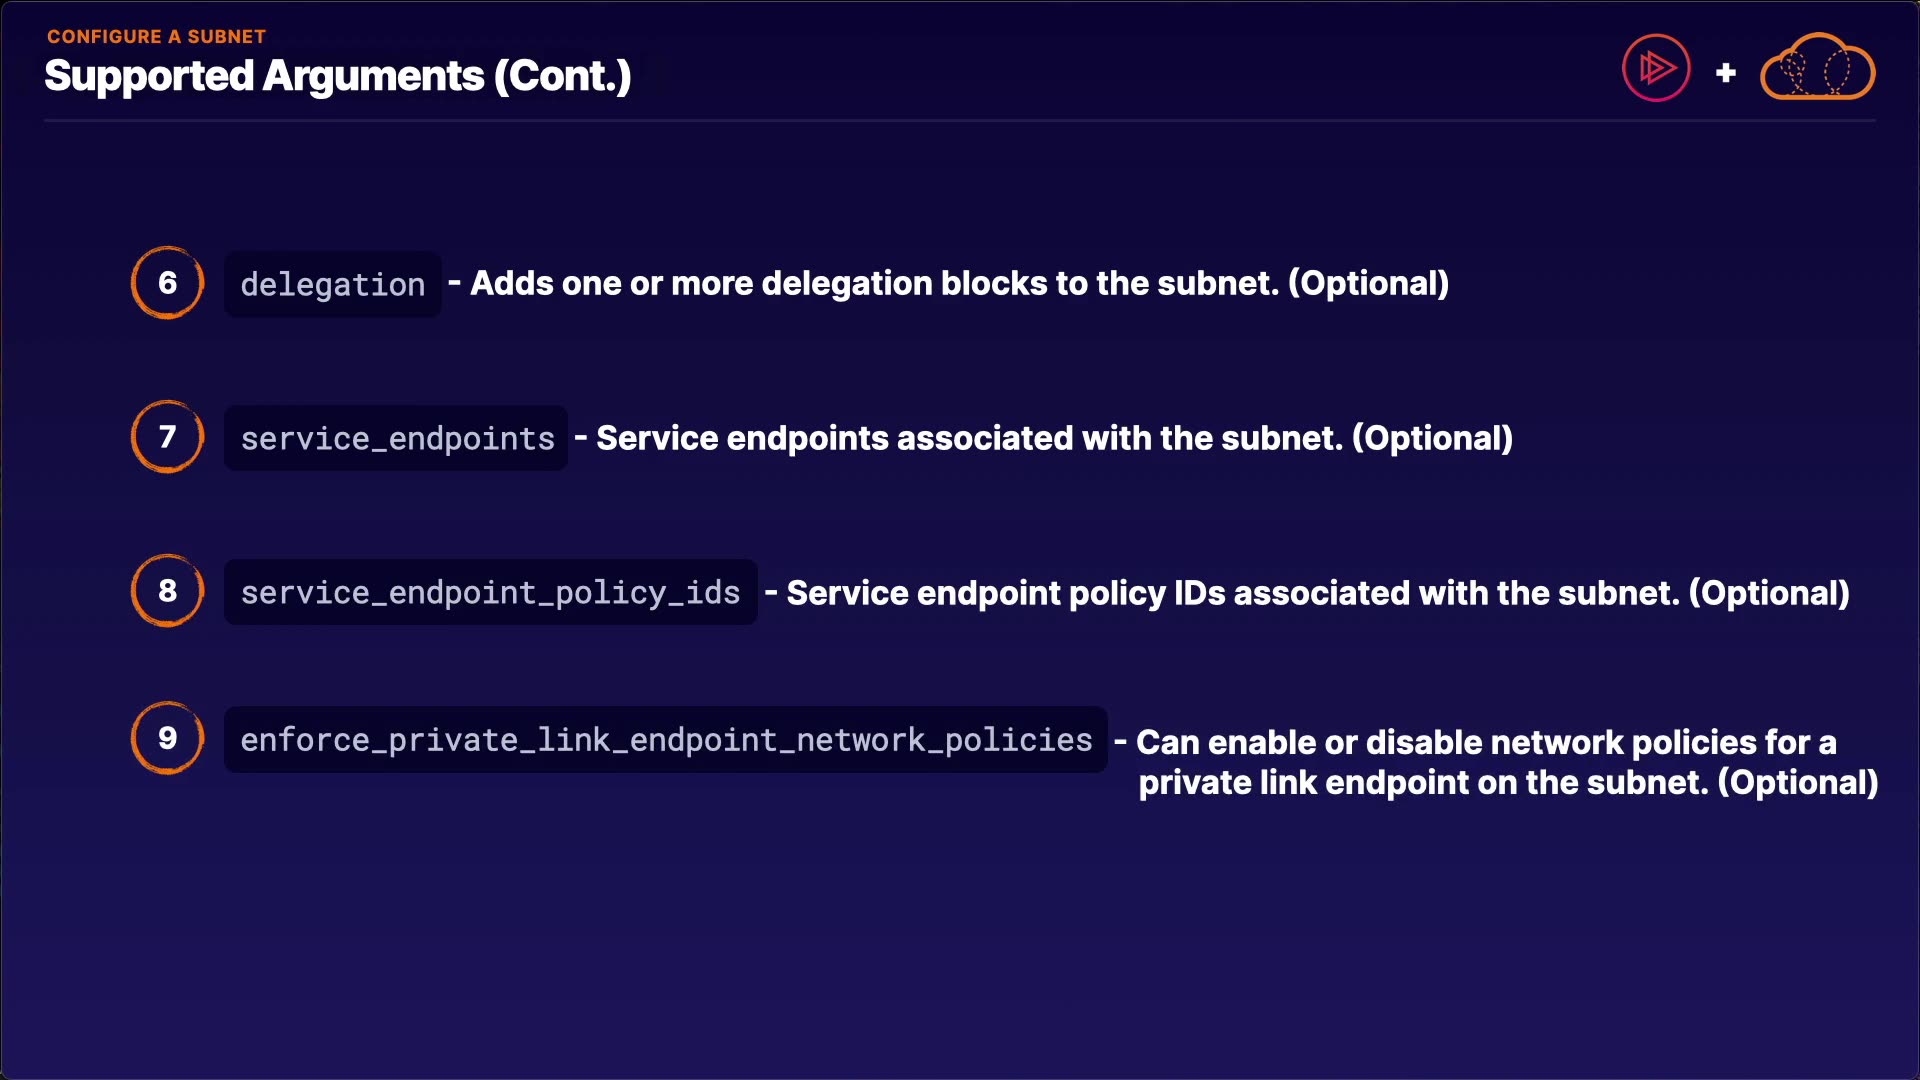 CONFIGURE A SUBNET
Supported Arguments (Cont.)
+
6 delegation - Adds one or more delegation blocks to the subnet. (Optional)
7 service_endpoints - Service endpoints associated with the subnet. (Optional)
8 service_endpoint_policy_ids - Service endpoint policy IDs associated with the subnet. (Optional)
9 enforce_private_link_endpoint_network_policies - Can enable or disable network policies for a
private link endpoint on the subnet. (Optional)